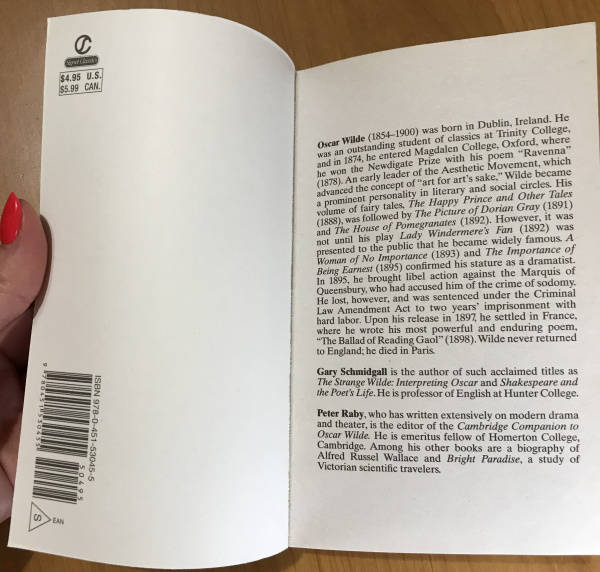 Signet Classics
$4.95 U.S.
$5.99 CAN.
ISBN 978-0-451-53045-5
50495
S
EAN
Oscar Wilde (1854–1900) was born in Dublin, Ireland. He
was an outstanding student of classics at Trinity College,
and in 1874, he entered Magdalen College, Oxford, where
he won the Newdigate Prize with his poem “Ravenna”
(1878). An early leader of the Aesthetic Movement, which
advanced the concept of “art for art’s sake,” Wilde became
a prominent personality in literary and social circles. His
volume of fairy tales, The Happy Prince and Other Tales
(1888), was followed by The Picture of Dorian Gray (1891)
and The House of Pomegranates (1892). However, it was
not until his play Lady Windermere’s Fan (1892) was
presented to the public that he became widely famous. A
Woman of No Importance (1893) and The Importance of
Being Earnest (1895) confirmed his stature as a dramatist.
In 1895, he brought libel action against the Marquis of
Queensbury, who had accused him of the crime of sodomy.
He lost, however, and was sentenced under the Criminal
Law Amendment Act to two years’ imprisonment with
hard labor. Upon his release in 1897, he settled in France,
where he wrote his most powerful and enduring poem,
“The Ballad of Reading Gaol” (1898). Wilde never returned
to England; he died in Paris.
Gary Schmidgall is the author of such acclaimed titles as
The Strange Wilde: Interpreting Oscar and Shakespeare and
the Poet’s Life. He is professor of English at Hunter College.
Peter Raby, who has written extensively on modern drama
and theater, is the editor of the Cambridge Companion to
Oscar Wilde. He is emeritus fellow of Homerton College,
Cambridge. Among his other books are a biography of
Alfred Russel Wallace and Bright Paradise, a study of
Victorian scientific travelers.